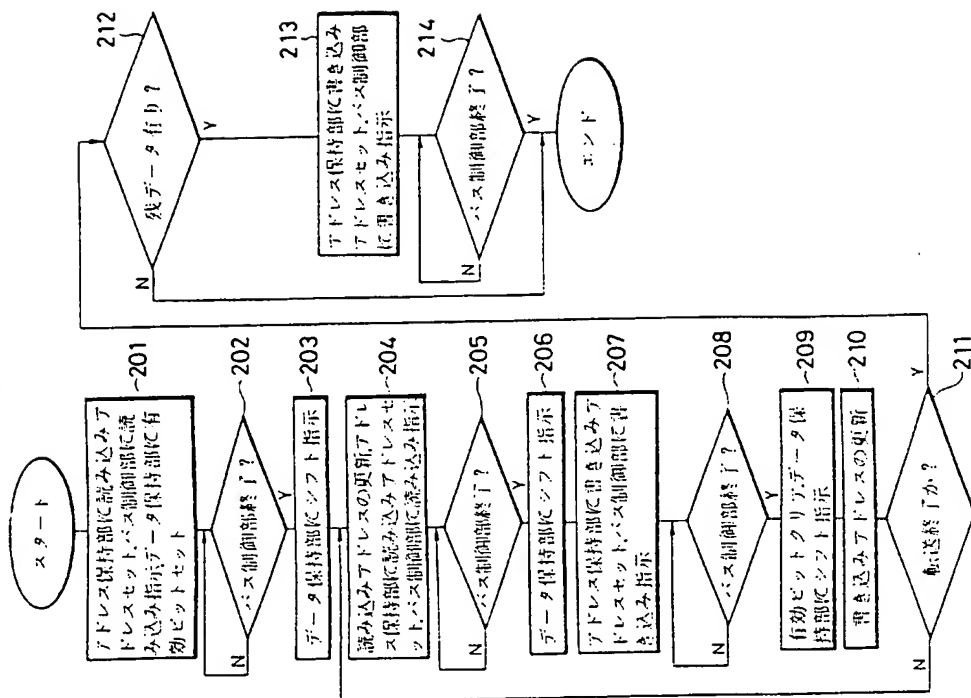 スタート
アドレス保持部に読み込みア
ドレスセット,バス制御部に読
み込み指示,データ保持部に有
効ビットセット
201
バス制御部終了?
202
N
Y
データ保持部にシフト指示
203
読み込みアドレスの更新,アドレ
ス保持部に読み込みアドレスセ
ット,バス制御部に読み込み指示
204
バス制御部終了?
205
N
Y
データ保持部にシフト指示
206
アドレス保持部に書き込みア
ドレスセット,バス制御部に書
き込み指示
207
バス制御部終了?
208
N
Y
有効ビットクリア,データ保
持部にシフト指示
209
書き込みアドレスの更新
210
転送終了か?
211
N
Y
残データ有り?
212
N
Y
アドレス保持部に書き込み
アドレスセット,バス制御部
に書き込み指示
213
バス制御部終了?
214
N
Y
エンド